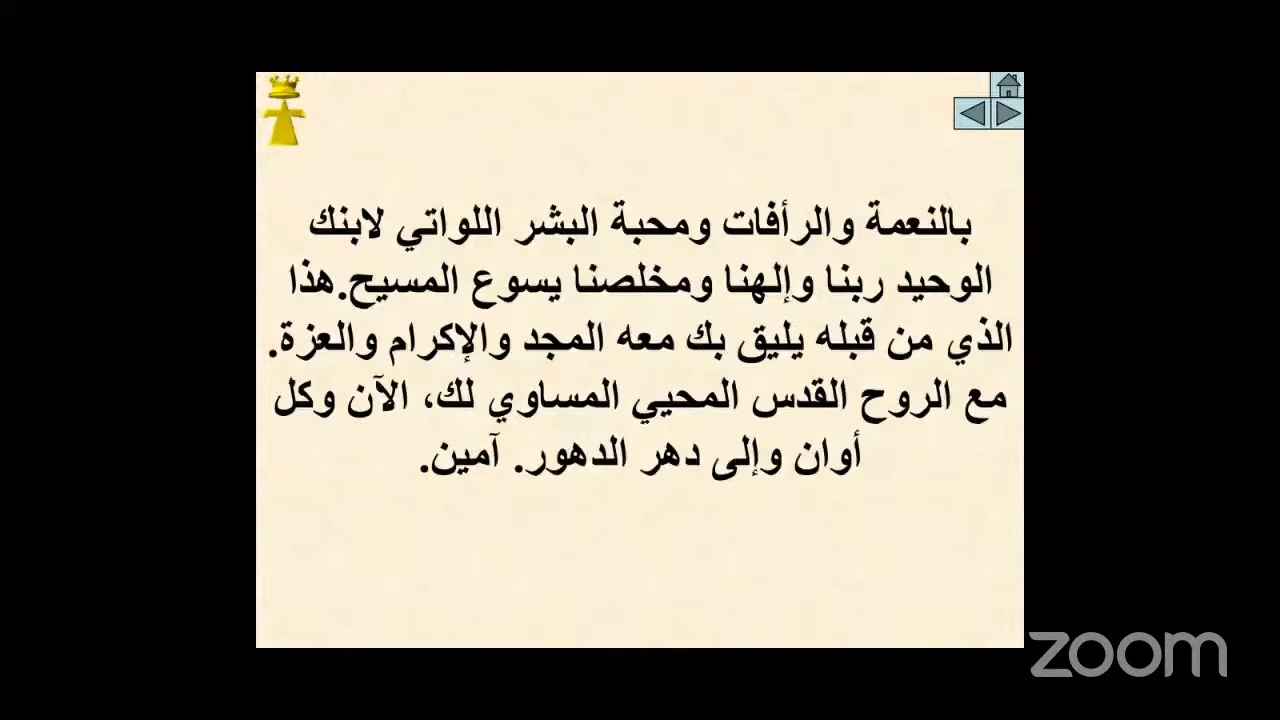 بالنعمة والرأفات ومحبة البشر اللواتي لابنك
الوحيد ربنا وإلهنا ومخلصنا يسوع المسيح.هذا
الذي من قبله يليق بك معه المجد والإكرام والعزة.
مع الروح القدس المحيي المساوي لك، الآن وكل
أوان وإلى دهر الدهور. آمين.
zoom